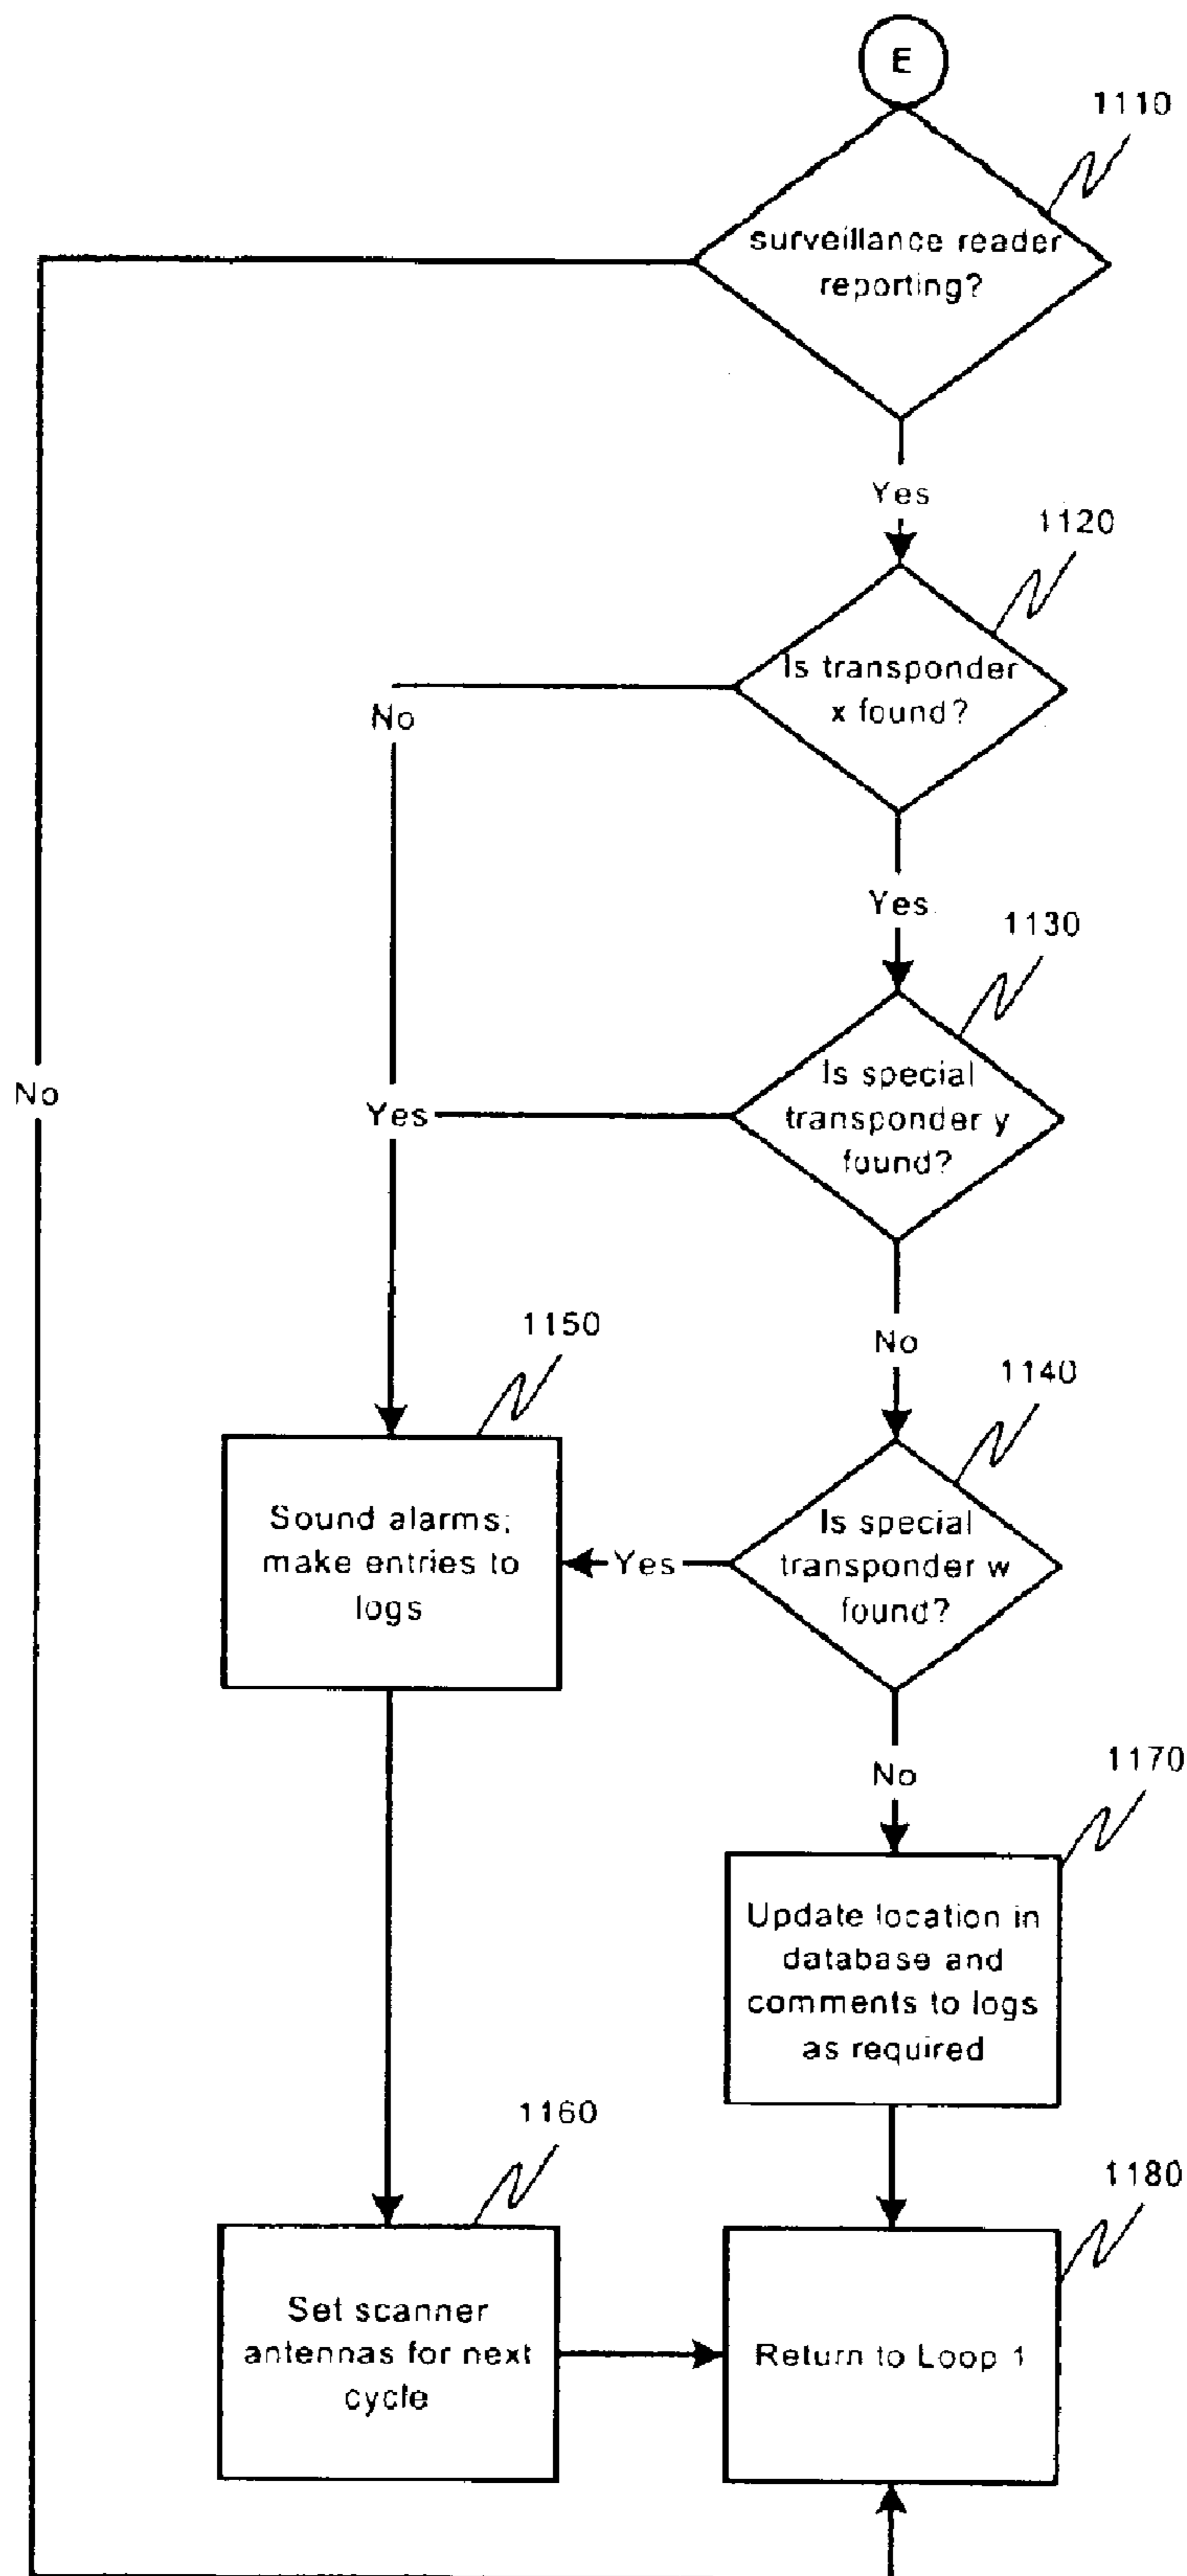 E
1110
surveillance reader
reporting?
Yes
1120
Is transponder
x found?
No
Yes
1130
Is special
transponder y
found?
No
Yes
No
1140
1150
Is special
transponder w
found?
Sound alarms;
make entries to
logs
Yes
No
1170
Update location in
database and
comments to logs
as required
1160
1180
Set scanner
antennas for next
cycle
Return to Loop 1